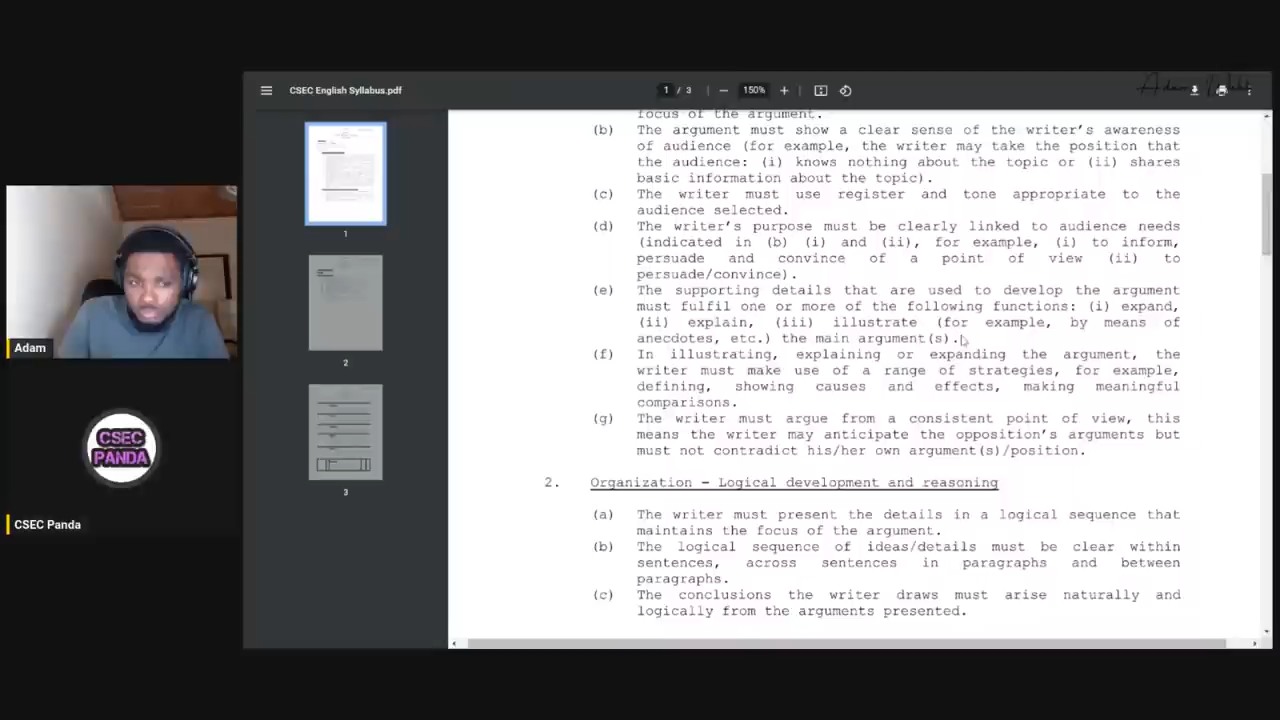 CSEC English Syllabus.pdf
1 / 3
150%
focus of the argument.
(b) The argument must show a clear sense of the writer's awareness
of audience (for example, the writer may take the position that
the audience: (i) knows nothing about the topic or (ii) shares
basic information about the topic).
(c) The writer must use register and tone appropriate to the
audience selected.
(d) The writer's purpose must be clearly linked to audience needs
(indicated in (b) (i) and (ii), for example, (i) to inform,
persuade and convince of a point of view (ii) to
persuade/convince).
(e) The supporting details that are used to develop the argument
must fulfil one or more of the following functions: (i) expand,
(ii) explain, (iii) illustrate (for example, by means of
anecdotes, etc.) the main argument(s).
(f) In illustrating, explaining or expanding the argument, the
writer must make use of a range of strategies, for example,
defining, showing causes and effects, making meaningful
comparisons.
(g) The writer must argue from a consistent point of view, this
means the writer may anticipate the opposition's arguments but
must not contradict his/her own argument(s)/position.
2. Organization – Logical development and reasoning
(a) The writer must present the details in a logical sequence that
maintains the focus of the argument.
(b) The logical sequence of ideas/details must be clear within
sentences, across sentences in paragraphs and between
paragraphs.
(c) The conclusions the writer draws must arise naturally and
logically from the arguments presented.
1
2
3
Adam
CSEC
PANDA
CSEC Panda